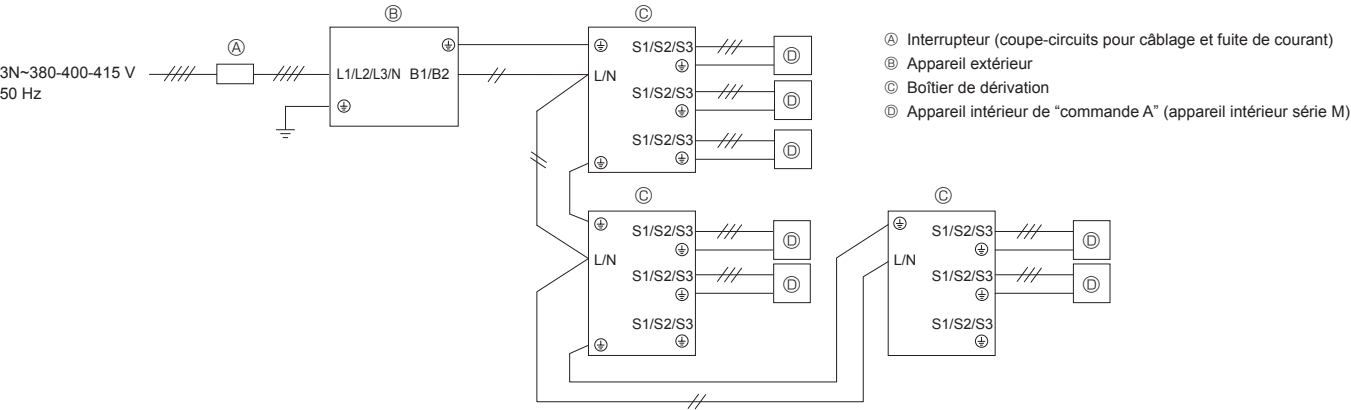 Ⓑ
Ⓒ
Ⓐ
3N~380-400-415 V
50 Hz
L1/L2/L3/N B1/B2
L/N
S1/S2/S3
Ⓓ
S1/S2/S3
Ⓓ
S1/S2/S3
Ⓓ
Ⓐ Interrupteur (coupe-circuits pour câblage et fuite de courant)
Ⓑ Appareil extérieur
Ⓒ Boîtier de dérivation
Ⓓ Appareil intérieur de “commande A” (appareil intérieur série M)
Ⓒ
L/N
S1/S2/S3
Ⓓ
S1/S2/S3
Ⓓ
S1/S2/S3
Ⓒ
L/N
S1/S2/S3
Ⓓ
S1/S2/S3
Ⓓ
S1/S2/S3